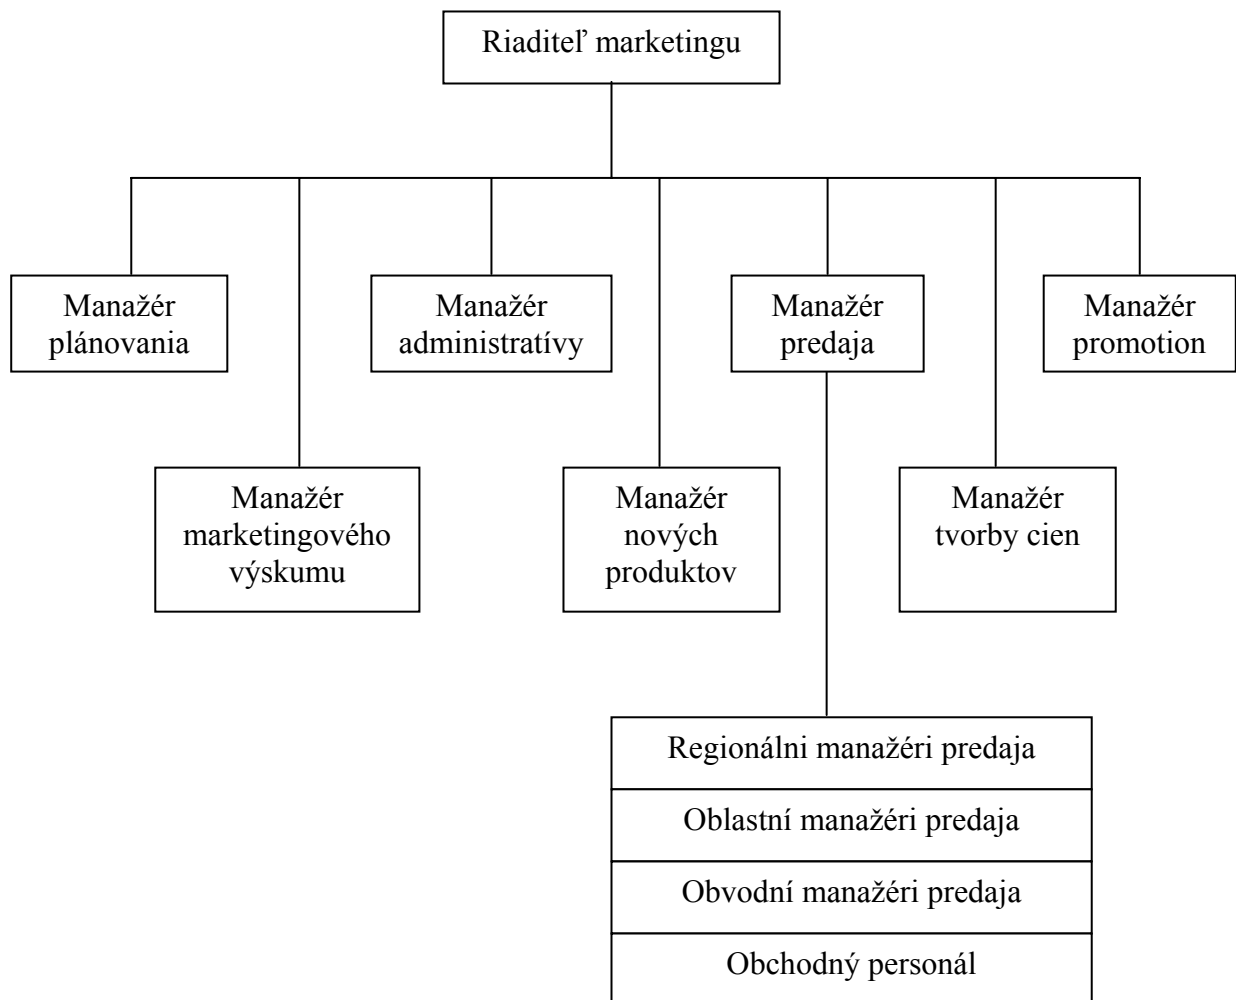 Riaditeľ marketingu
Manažér
plánovania
Manažér
administratívy
Manažér
predaja
Manažér
promotion
Manažér
marketingového
výskumu
Manažér
nových
produktov
Manažér
tvorby cien
Regionálni manažéri predaja
Oblastní manažéri predaja
Obvodní manažéri predaja
Obchodný personál